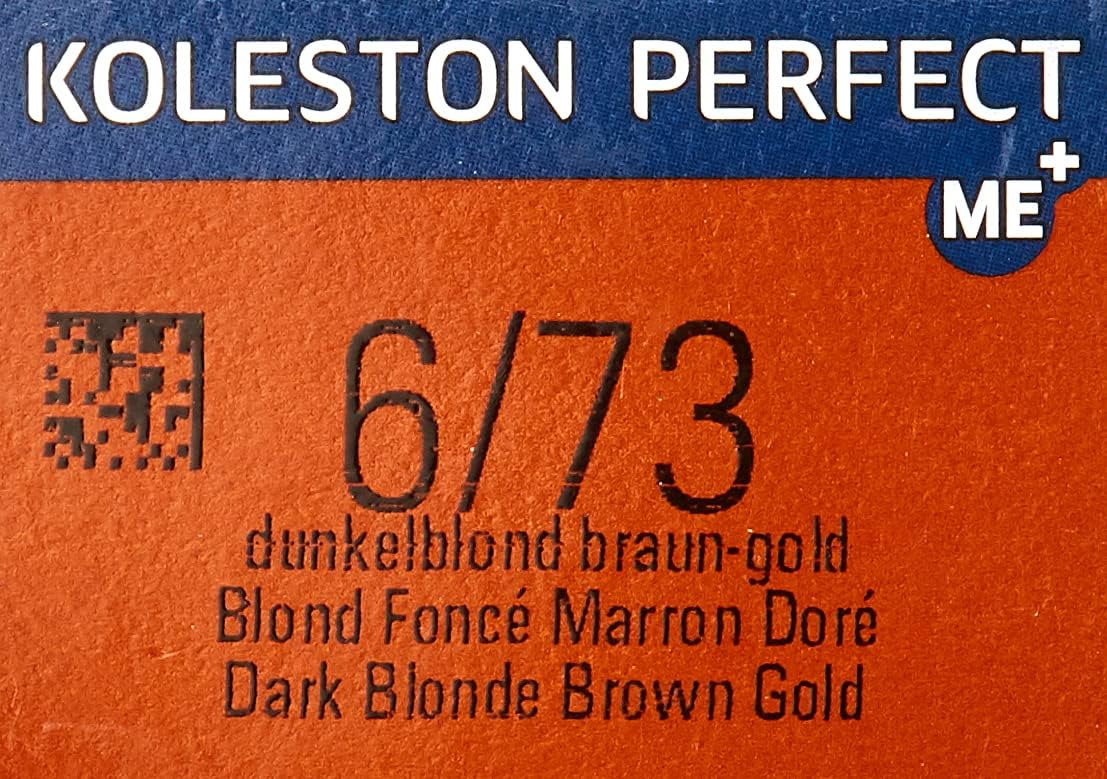 KOLESTON PERFECT
ME+
6/73
dunkelblond braun-gold
Blond Foncé Marron Doré
Dark Blonde Brown Gold